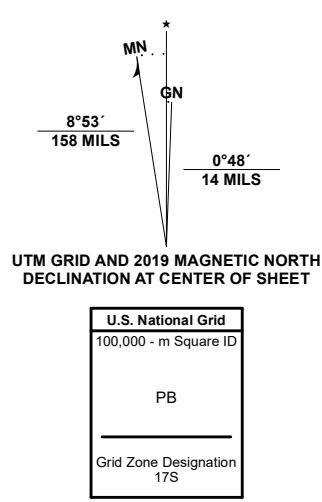 ★
MN
GN
8°53´
158 MILS
0°48´
14 MILS
UTM GRID AND 2019 MAGNETIC NORTH
DECLINATION AT CENTER OF SHEET
U.S. National Grid
100,000 - m Square ID
PB
Grid Zone Designation
17S